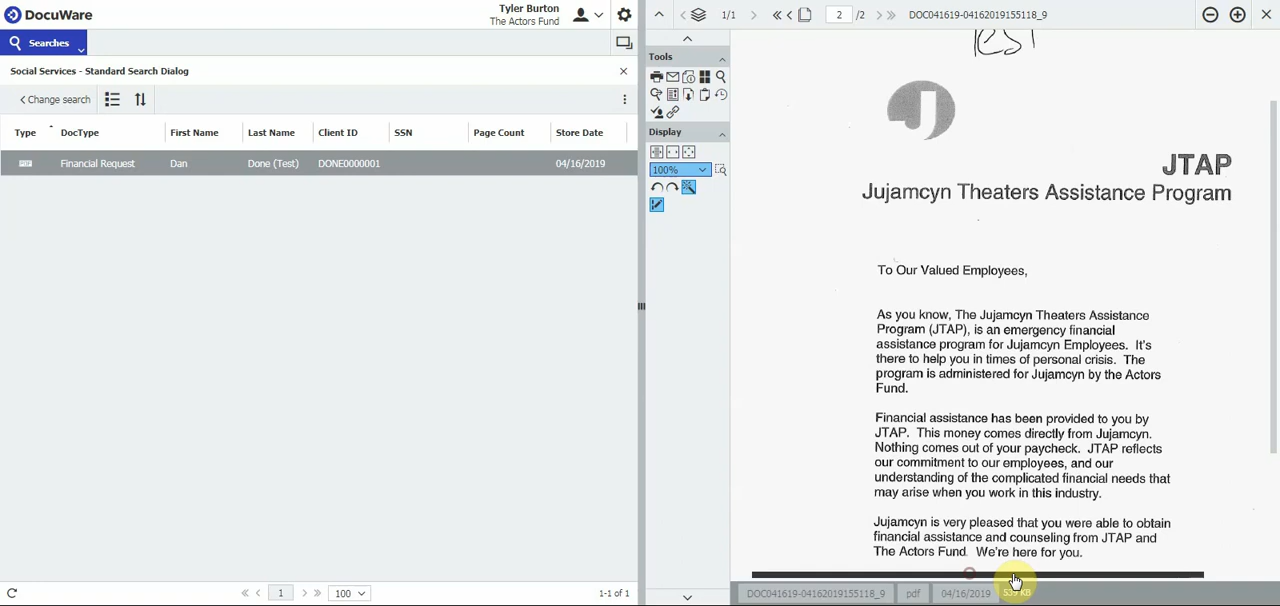 DocuWare
Tyler Burton
The Actors Fund
Searches
Social Services - Standard Search Dialog
Change search
Type DocType First Name Last Name Client ID SSN Page Count Store Date
Financial Request Dan Done (Test) DONE0000001 04/16/2019
1 100 1-1 of 1
1/1 2 /2 DOC041619-04162019155118_9
Tools
Display
100%
TEST
JTAP
Jujamcyn Theaters Assistance Program
To Our Valued Employees,
As you know, The Jujamcyn Theaters Assistance
Program (JTAP), is an emergency financial
assistance program for Jujamcyn Employees. It's
there to help you in times of personal crisis. The
program is administered for Jujamcyn by the Actors
Fund.
Financial assistance has been provided to you by
JTAP. This money comes directly from Jujamcyn.
Nothing comes out of your paycheck. JTAP reflects
our commitment to our employees, and our
understanding of the complicated financial needs that
may arise when you work in this industry.
Jujamcyn is very pleased that you were able to obtain
financial assistance and counseling from JTAP and
The Actors Fund. We're here for you.
DOC041619-04162019155118_9 pdf 04/16/2019 539 KB